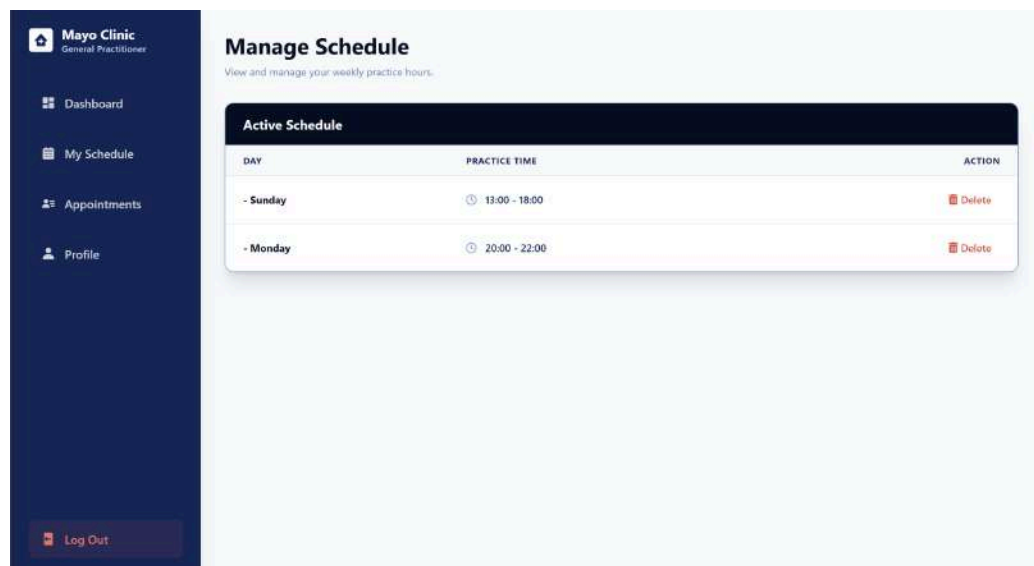 Mayo Clinic
General Practitioner
Dashboard
My Schedule
Appointments
Profile
Log Out
Manage Schedule
View and manage your weekly practice hours.
Active Schedule
DAY PRACTICE TIME ACTION
- Sunday 13:00 - 18:00 Delete
- Monday 20:00 - 22:00 Delete